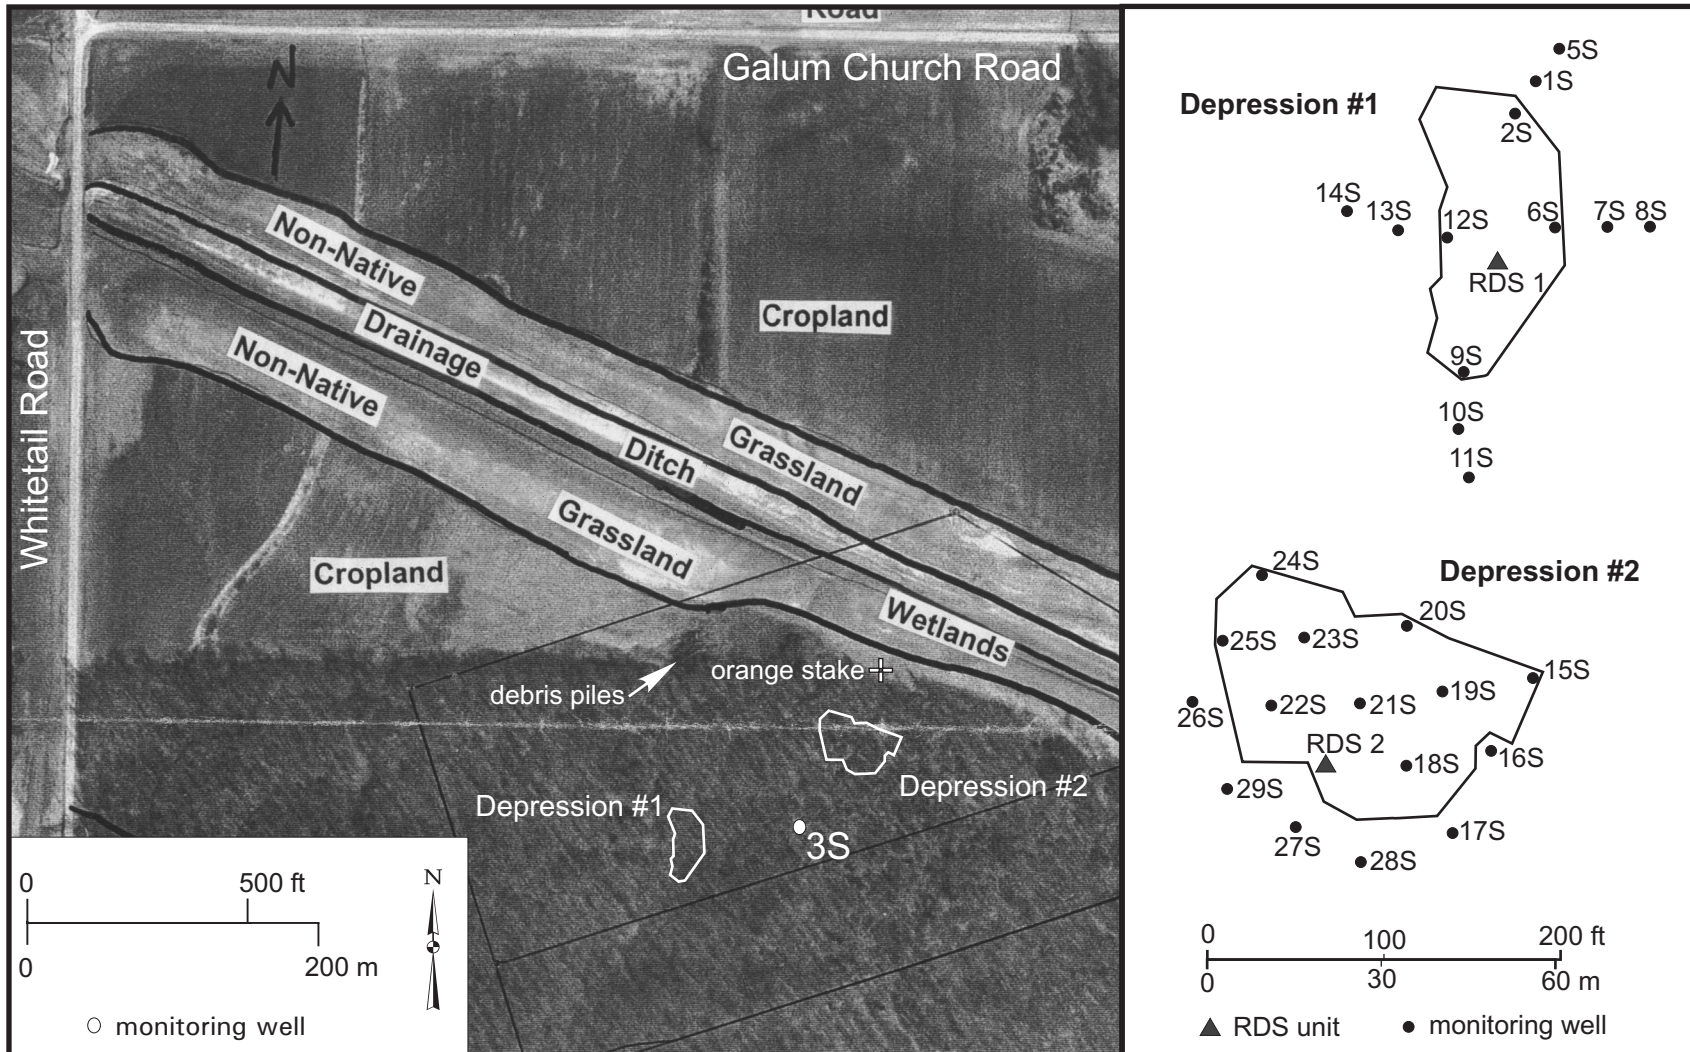 Road
Galum Church Road
N
Whitetail Road
Non-Native
Drainage
Non-Native
Cropland
Ditch
Grassland
Grassland
Cropland
Wetlands
orange stake
debris piles
Depression #2
Depression #1
3S
0 500 ft
0 200 m
N
monitoring well
Depression #1
5S
1S
2S
14S
13S
12S
6S
7S
8S
RDS 1
9S
10S
11S
Depression #2
24S
20S
25S
23S
15S
26S
22S
21S
19S
RDS 2
18S
16S
29S
27S
28S
17S
0 100 200 ft
0 30 60 m
RDS unit
monitoring well